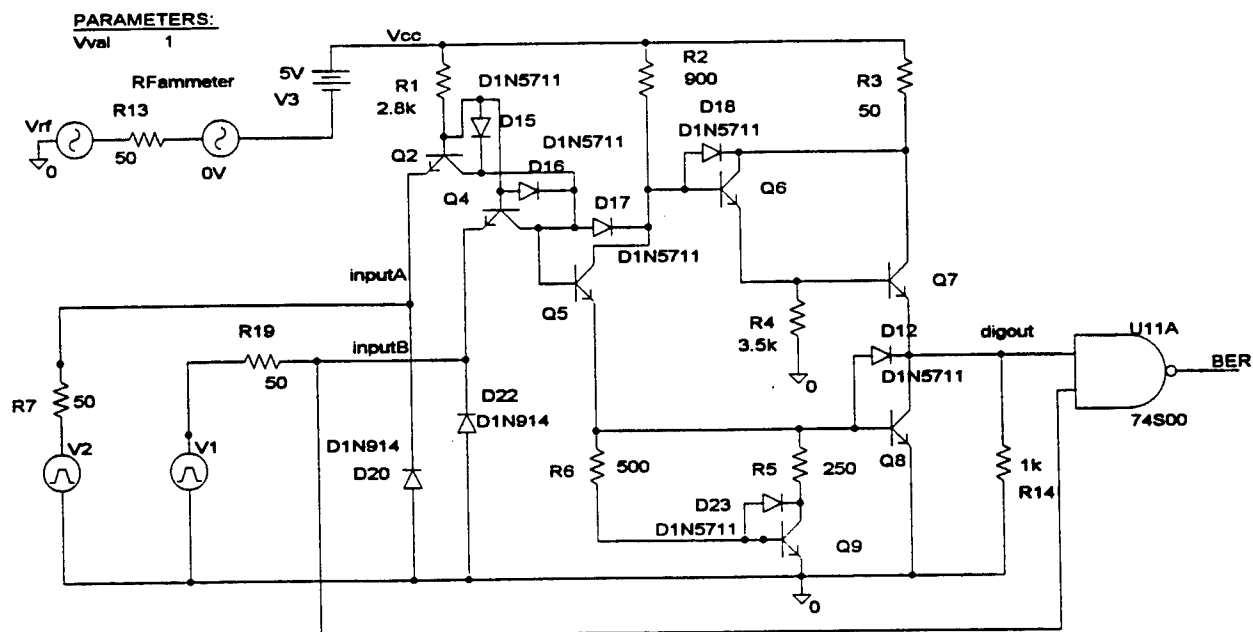 PARAMETERS:
Vval 1
Vcc
RFammeter
5V
V3
R13
Vrf
50
0
0V
R1
2.8k
D1N5711
D15
R2
900
R3
50
D18
D1N5711
D1N5711
D16
Q2
Q4
Q6
D17
D1N5711
inputA
Q5
Q7
R4
3.5k
D12
D1N5711
0
digout
U11A
BER
74S00
R19
50
inputB
R7
50
V2
V1
D22
D1N914
D1N914
D20
R6
500
R5
250
Q8
1k
R14
D23
D1N5711
Q9
0